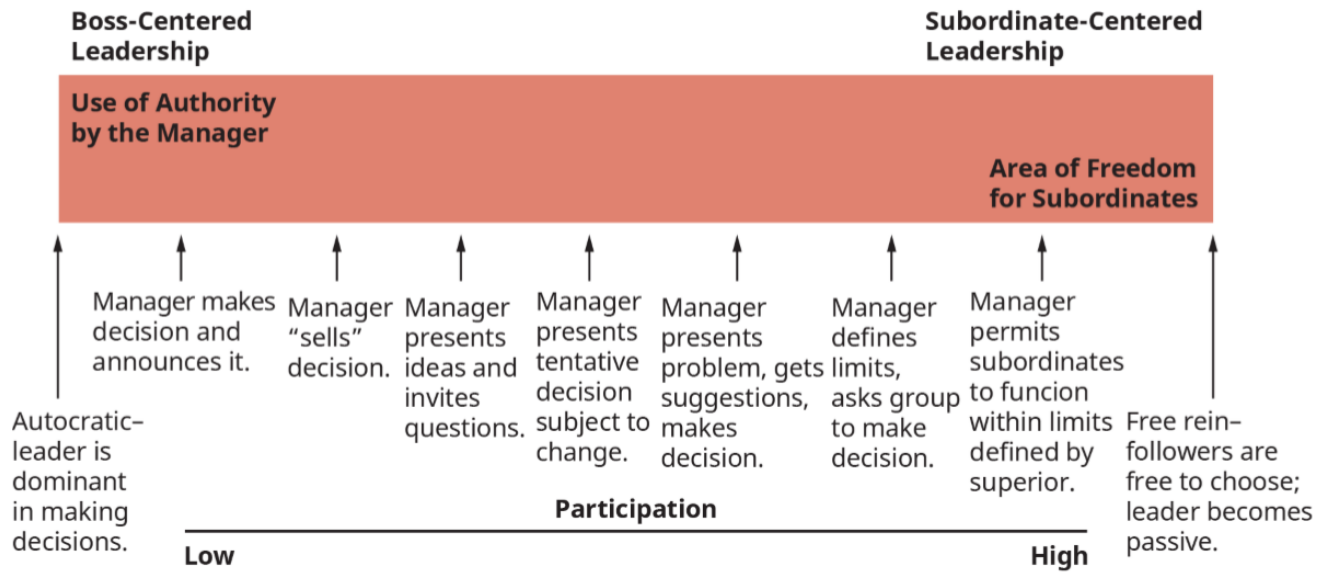 Boss-Centered
Leadership
Subordinate-Centered
Leadership
Use of Authority
by the Manager
Area of Freedom
for Subordinates
Autocratic–
leader is
dominant
in making
decisions.
Manager makes
decision and
announces it.
Manager
“sells”
decision.
Manager
presents
ideas and
invites
questions.
Manager
presents
tentative
decision
subject to
change.
Manager
presents
problem, gets
suggestions,
makes
decision.
Manager
defines
limits,
asks group
to make
decision.
Manager
permits
subordinates
to funcion
within limits
defined by
superior.
Free rein–
followers are
free to choose;
leader becomes
passive.
Participation
Low
High